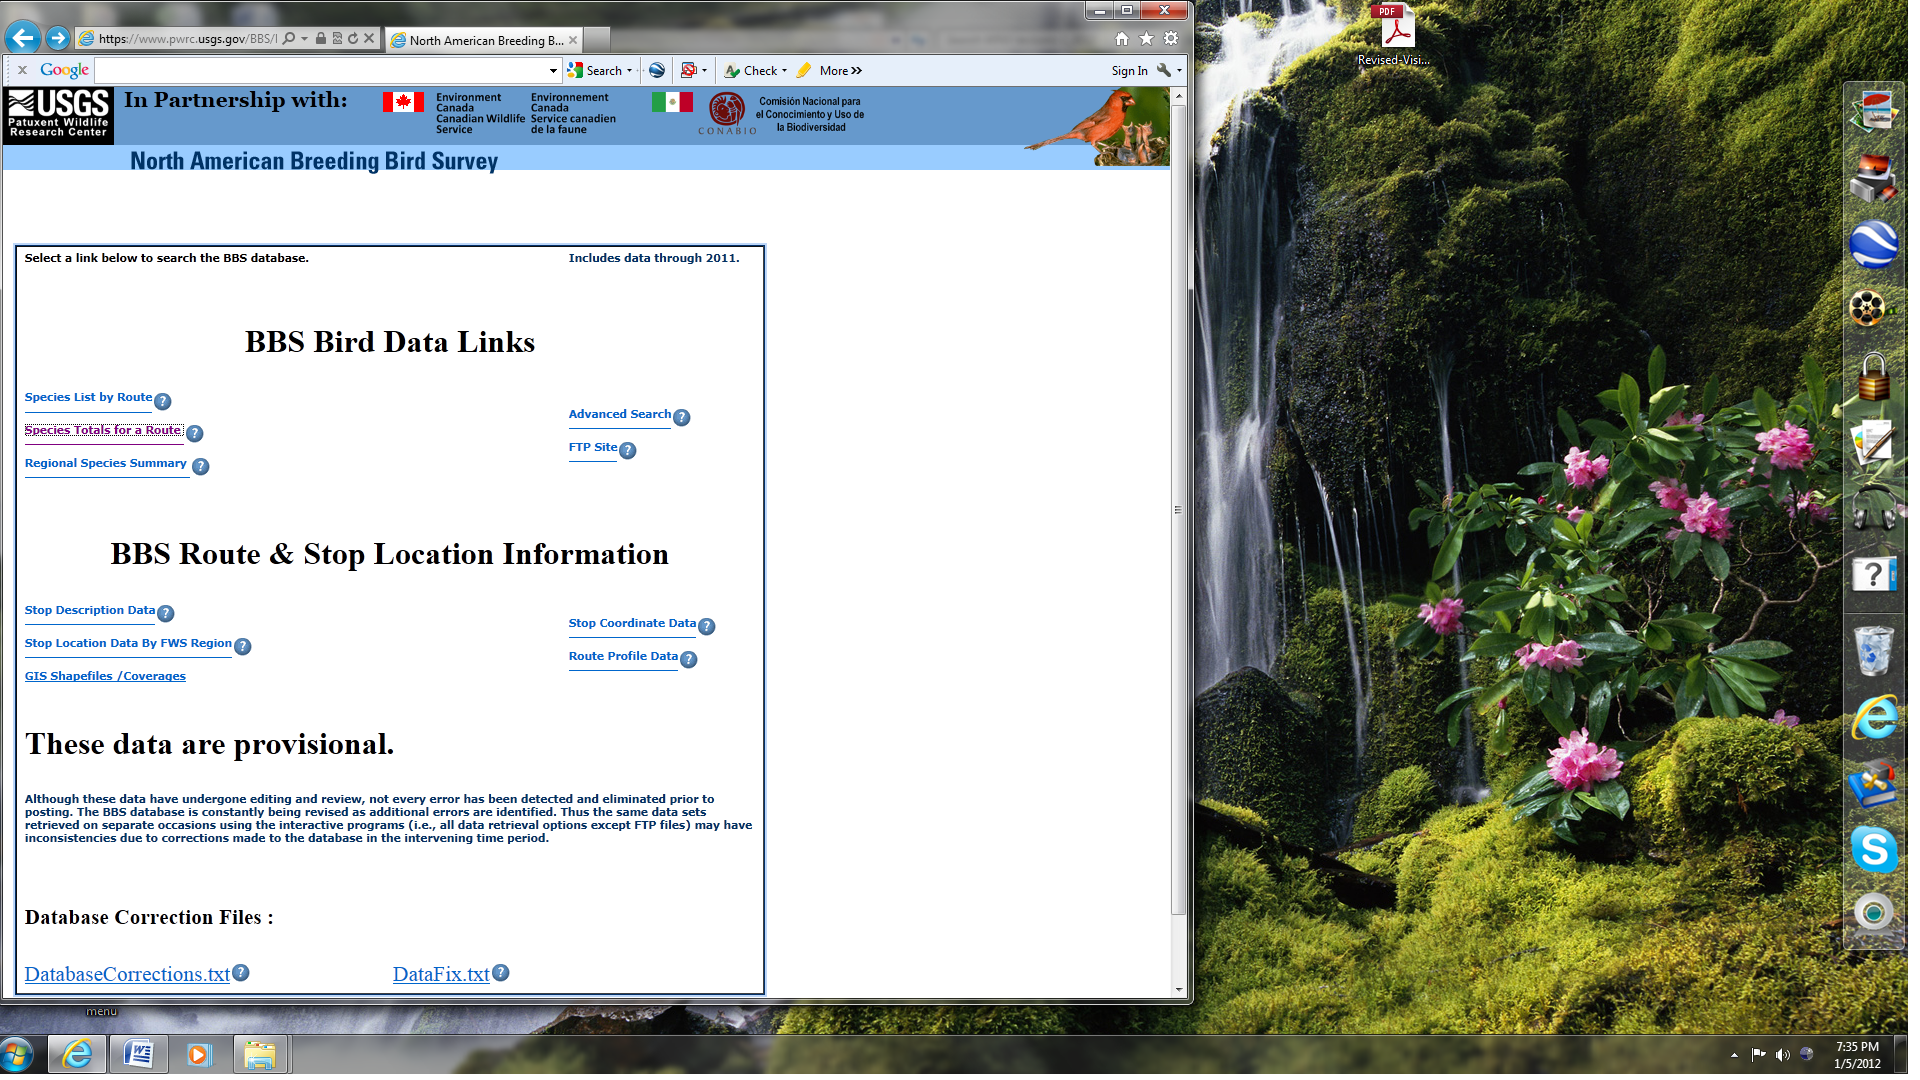 https://www.pwrc.usgs.gov/BBS/
North American Breeding B...
Google
Search
Check
More
Sign In
USGS
Patuxent Wildlife
Research Center
In Partnership with:
Environment
Canada
Canadian Wildlife
Service
Environnement
Canada
Service canadien
de la faune
CONABIO
Comisión Nacional para
el Conocimiento y Uso de
la Biodiversidad
North American Breeding Bird Survey
Select a link below to search the BBS database.
Includes data through 2011.
BBS Bird Data Links
Species List by Route ?
Species Totals for a Route ?
Regional Species Summary ?
Advanced Search ?
FTP Site ?
BBS Route & Stop Location Information
Stop Description Data ?
Stop Location Data By FWS Region ?
GIS Shapefiles /Coverages
Stop Coordinate Data ?
Route Profile Data ?
These data are provisional.
Although these data have undergone editing and review, not every error has been detected and eliminated prior to
posting. The BBS database is constantly being revised as additional errors are identified. Thus the same data sets
retrieved on separate occasions using the interactive programs (i.e., all data retrieval options except FTP files) may have
inconsistencies due to corrections made to the database in the intervening time period.
Database Correction Files :
DatabaseCorrections.txt ?
DataFix.txt ?
PDF
Revised-Visi...
?
S
menu
W
7:35 PM
1/5/2012